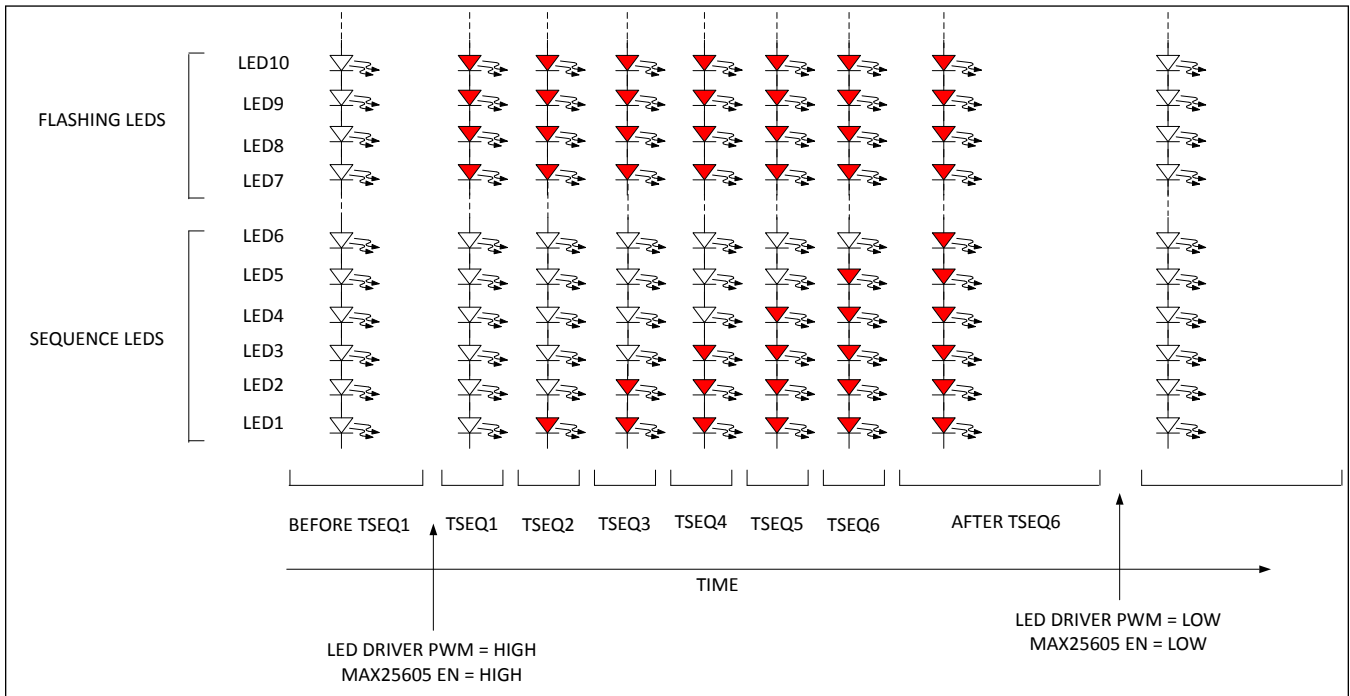 LED10
LED9
FLASHING LEDS
LED8
LED7
LED6
LED5
LED4
SEQUENCE LEDS
LED3
LED2
LED1
BEFORE TSEQ1
TSEQ1
TSEQ2
TSEQ3
TSEQ4
TSEQ5
TSEQ6
AFTER TSEQ6
TIME
LED DRIVER PWM = HIGH
MAX25605 EN = HIGH
LED DRIVER PWM = LOW
MAX25605 EN = LOW